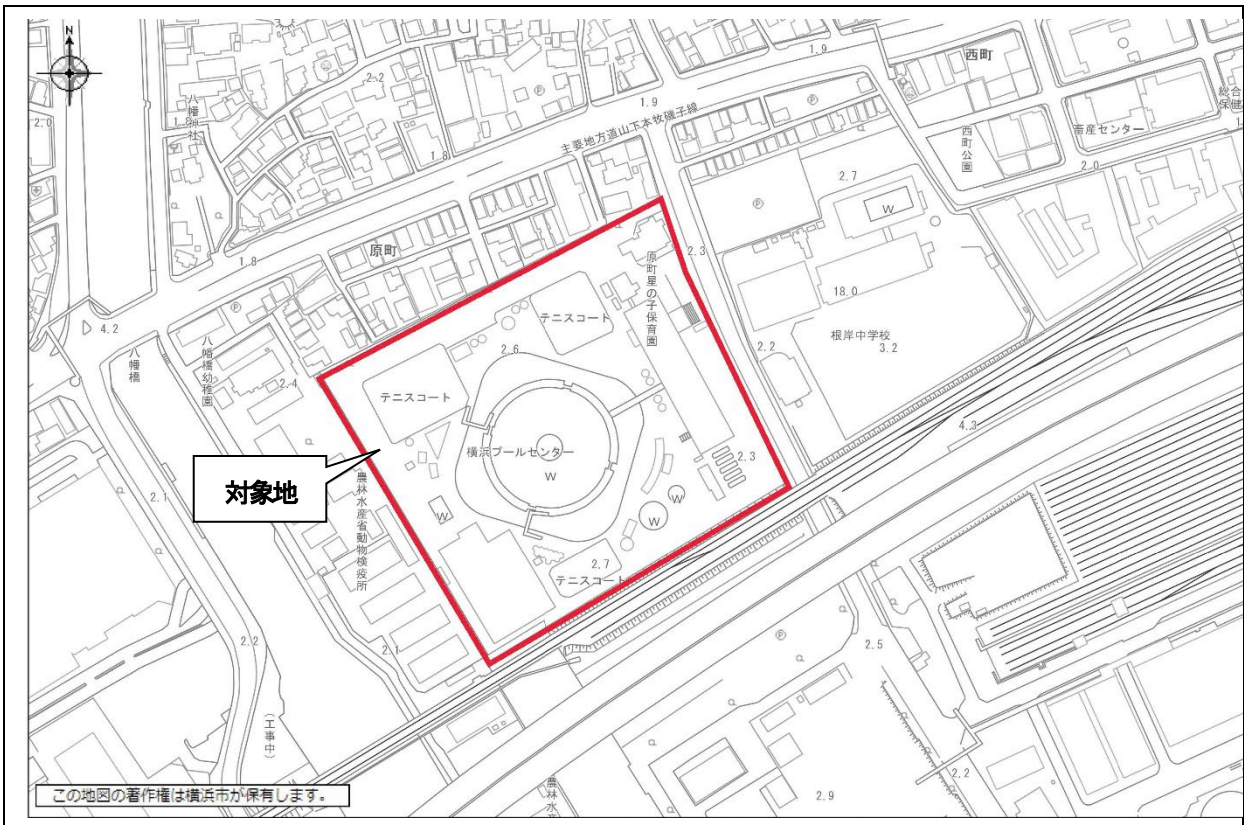 N
1.9
西町
2.2
八幡神社
1.8
2.0
P
1.9
P
総合
保健
主要地方道山下本牧磯子線
畜産センター
西町公園
1.8
2.0
2.7
W
P
原町
2.3
1.8
原町星の子保育園
18.0
P
テニスコート
根岸中学校
3.2
4.2
2.6
2.2
八幡橋
八幡橋幼稚園
2.4
テニスコート
4.3
横浜プールセンター
W
2.3
対象地
農林水産省動物検疫所
W
W
W
2.1
2.7
テニスコート
P
2.5
2.2
2.1
(工事中)
2.2
農林水産
2.9
この地図の著作権は横浜市が保有します。